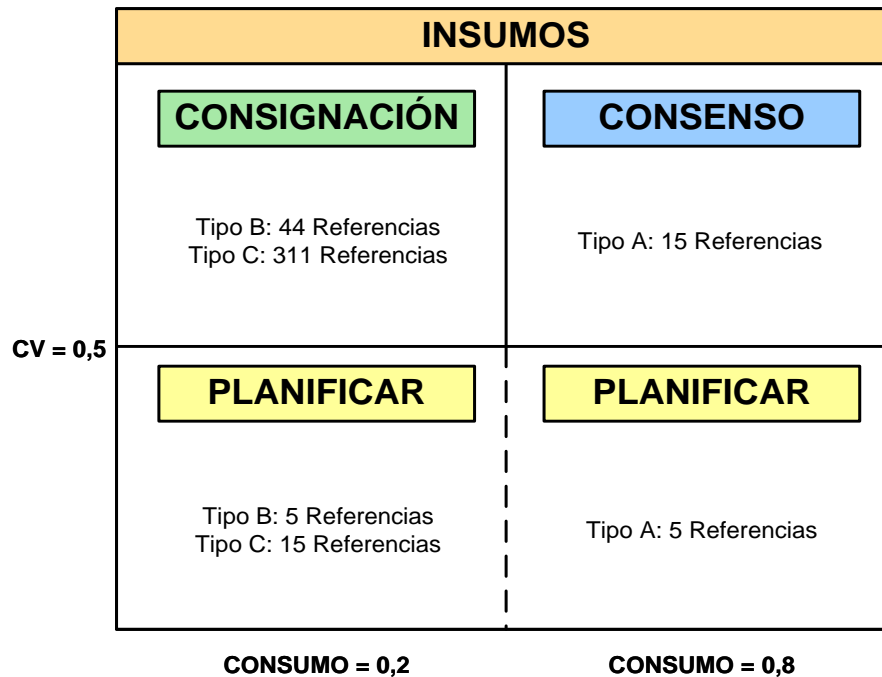 INSUMOS
CONSIGNACIÓN
CONSENSO
Tipo B: 44 Referencias
Tipo C: 311 Referencias
Tipo A: 15 Referencias
CV = 0,5
PLANIFICAR
PLANIFICAR
Tipo B: 5 Referencias
Tipo C: 15 Referencias
Tipo A: 5 Referencias
CONSUMO = 0,2
CONSUMO = 0,8